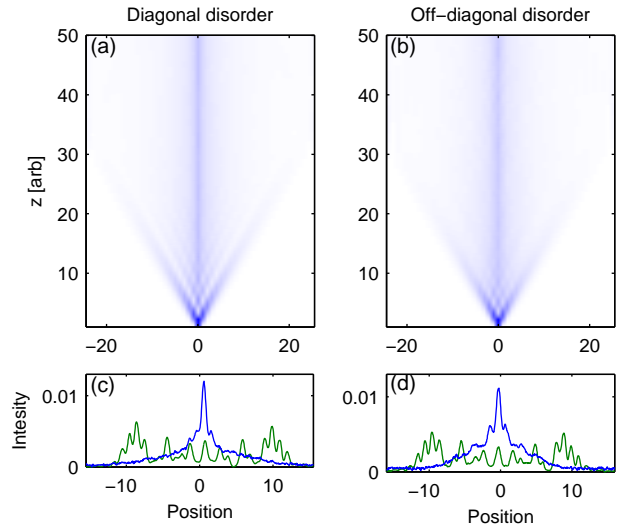 Diagonal disorder
Off−diagonal disorder
(a)
(b)
50
40
30
20
10
z [arb]
50
40
30
20
10
−20 0 20
−20 0 20
(c)
(d)
0.01
0
Intesity
0.01
0
−10 0 10
−10 0 10
Position
Position